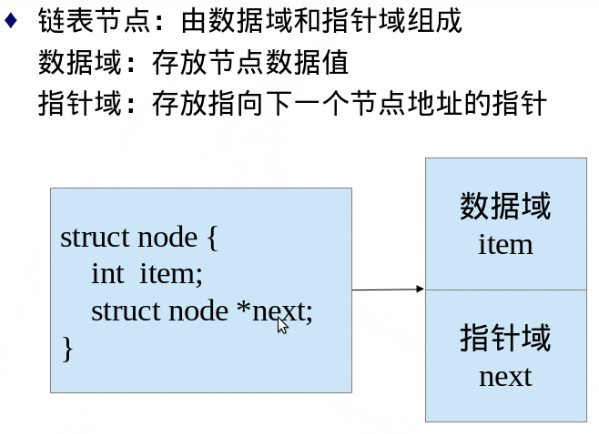 ♦ 链表节点：由数据域和指针域组成
数据域：存放节点数据值
指针域：存放指向下一个节点地址的指针
struct node {
int item;
struct node *next;
}
数据域
item
指针域
next